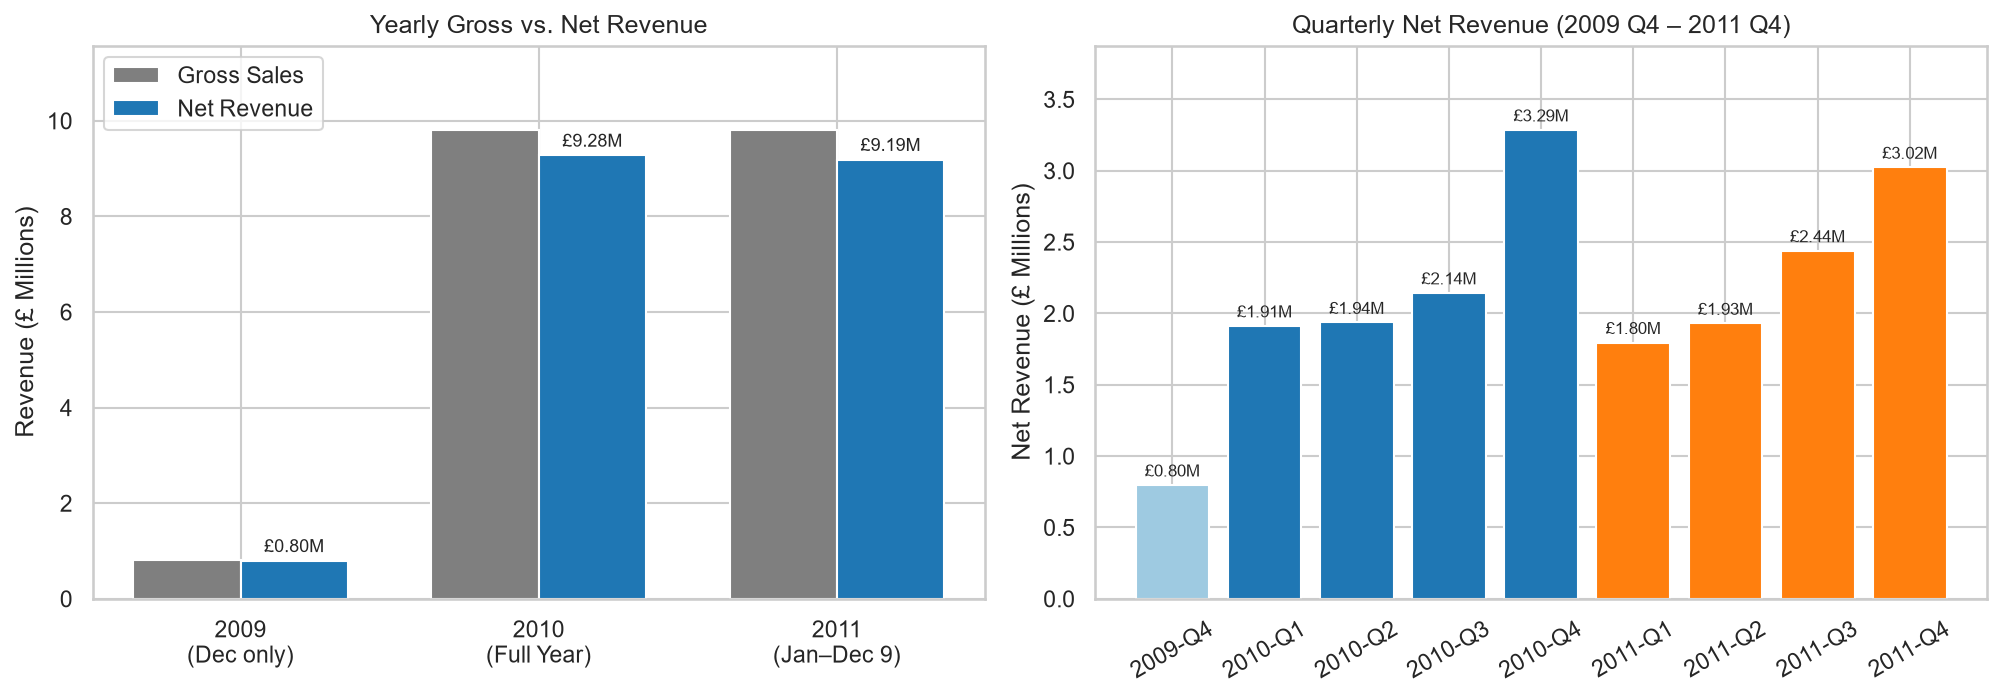 Yearly Gross vs. Net Revenue
Gross Sales
Net Revenue
Revenue (£ Millions)
10
8
6
4
2
0
£0.80M
£9.28M
£9.19M
2009
(Dec only)
2010
(Full Year)
2011
(Jan–Dec 9)
Quarterly Net Revenue (2009 Q4 – 2011 Q4)
Net Revenue (£ Millions)
3.5
3.0
2.5
2.0
1.5
1.0
0.5
0.0
£0.80M
£1.91M
£1.94M
£2.14M
£3.29M
£1.80M
£1.93M
£2.44M
£3.02M
2009-Q4
2010-Q1
2010-Q2
2010-Q3
2010-Q4
2011-Q1
2011-Q2
2011-Q3
2011-Q4